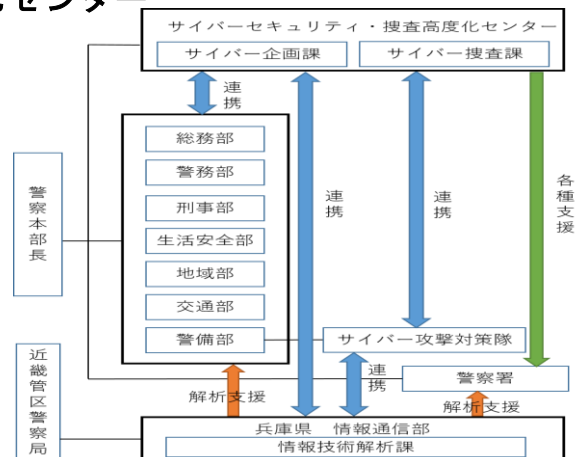 センター
サイバーセキュリティ・捜査高度化センター
サイバー企画課
サイバー捜査課
連携
総務部
警務部
刑事部
生活安全部
地域部
交通部
警備部
警察本部長
連携
連携
各種支援
サイバー攻撃対策隊
連携
警察署
解析支援
解析支援
近畿管区警察局
兵庫県 情報通信部
情報技術解析課